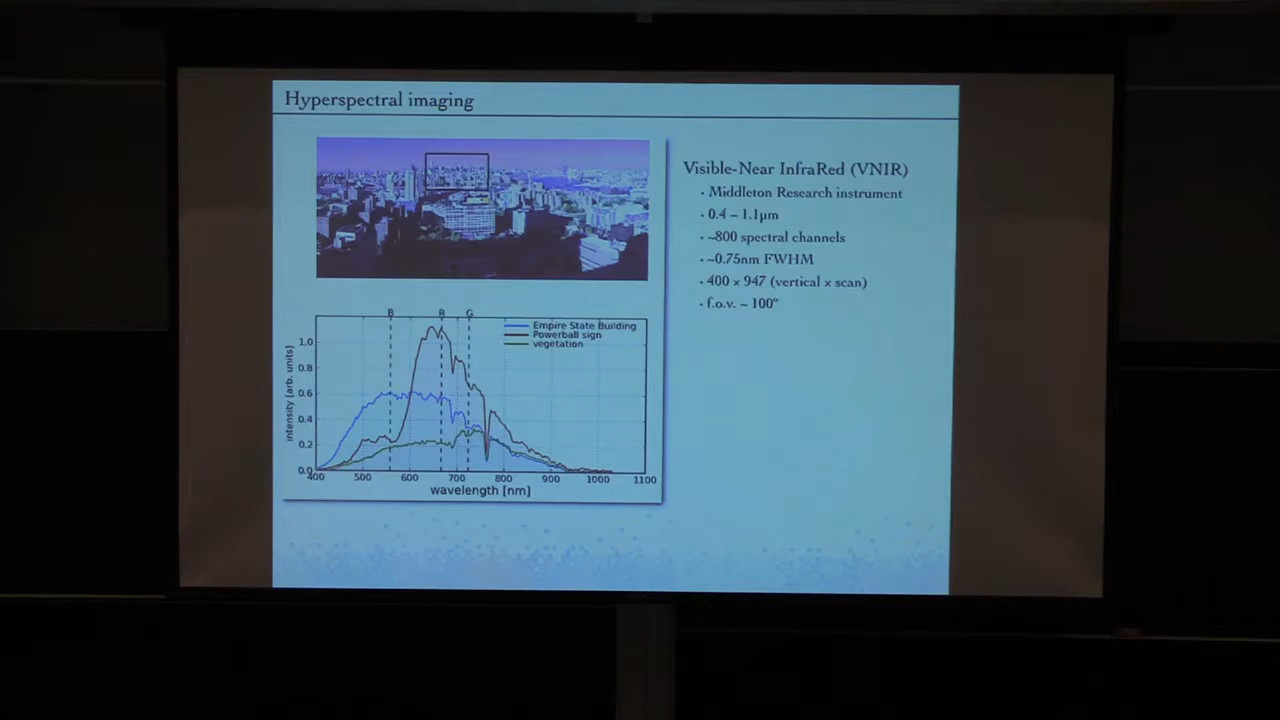 Hyperspectral imaging
Visible-Near InfraRed (VNIR)
· Middleton Research instrument
· 0.4 – 1.1μm
· ~800 spectral channels
· ~0.75nm FWHM
· 400 x 947 (vertical x scan)
· f.o.v. ~ 100°
B R G
Empire State Building
Powerball sign
vegetation
intensity [arb. units]
1.0
0.8
0.6
0.4
0.2
0.0
400 500 600 700 800 900 1000 1100
wavelength [nm]